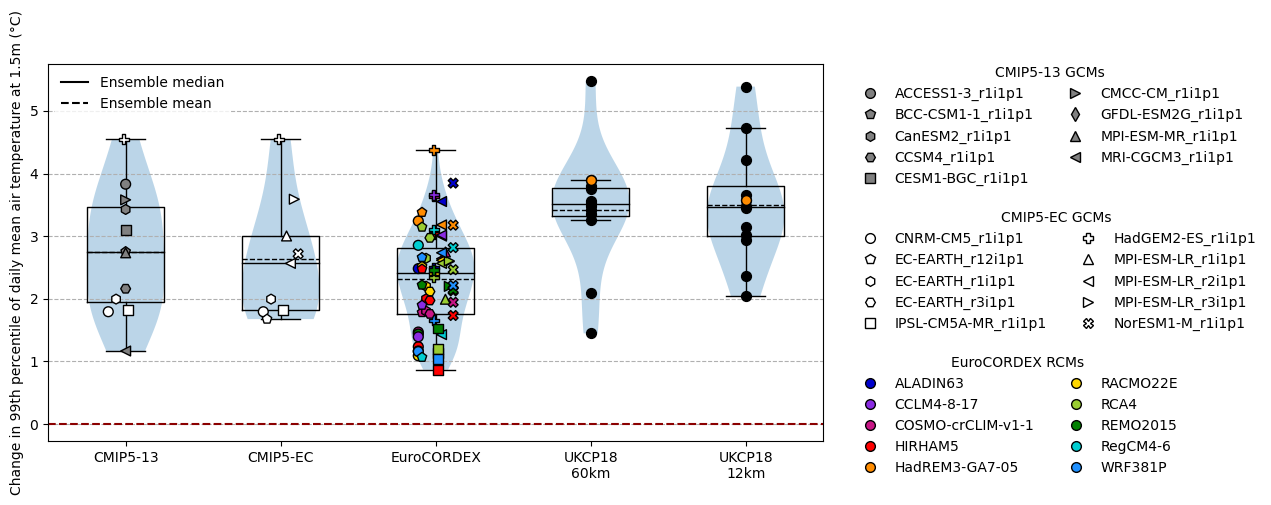 Change in 99th percentile of daily mean air temperature at 1.5m (°C)
Ensemble median
Ensemble mean
5
4
3
2
1
0
CMIP5-13
CMIP5-EC
EuroCORDEX
UKCP18
60km
UKCP18
12km
CMIP5-13 GCMs
ACCESS1-3_r1i1p1
BCC-CSM1-1_r1i1p1
CanESM2_r1i1p1
CCSM4_r1i1p1
CESM1-BGC_r1i1p1
CMCC-CM_r1i1p1
GFDL-ESM2G_r1i1p1
MPI-ESM-MR_r1i1p1
MRI-CGCM3_r1i1p1
CMIP5-EC GCMs
CNRM-CM5_r1i1p1
EC-EARTH_r12i1p1
EC-EARTH_r1i1p1
EC-EARTH_r3i1p1
IPSL-CM5A-MR_r1i1p1
HadGEM2-ES_r1i1p1
MPI-ESM-LR_r1i1p1
MPI-ESM-LR_r2i1p1
MPI-ESM-LR_r3i1p1
NorESM1-M_r1i1p1
EuroCORDEX RCMs
ALADIN63
CCLM4-8-17
COSMO-crCLIM-v1-1
HIRHAM5
HadREM3-GA7-05
RACMO22E
RCA4
REMO2015
RegCM4-6
WRF381P